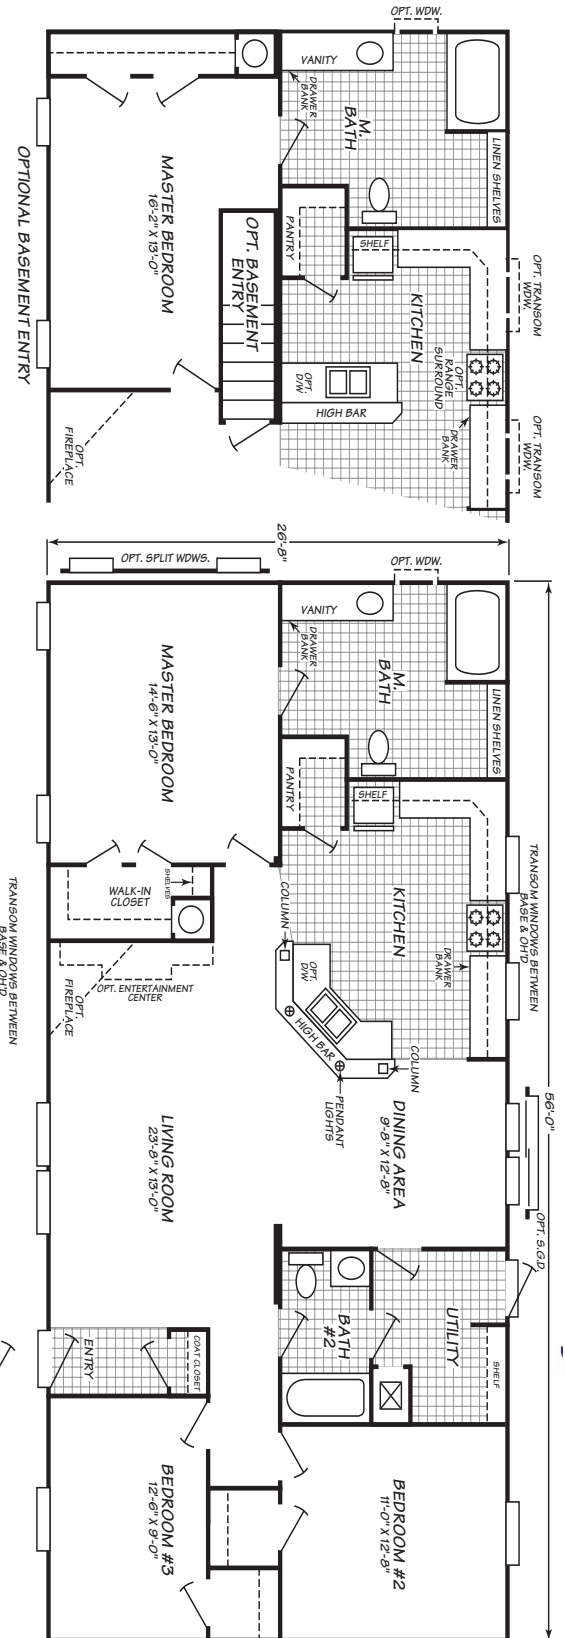 OPT. WDW.
VANITY
DRAWER
BANK
M.
BATH
LINEN SHELVES
MASTER BEDROOM
16'-2" X 13'-0"
OPTIONAL BASEMENT ENTRY
OPT. BASEMENT
ENTRY
PANTRY
SHELF
KITCHEN
OPT. TRANSOM
WDW.
OPT.
RANGE
SURROUND
OPT.
D/W
HIGH BAR
DRAWER
BANK
OPT. TRANSOM
WDW.
OPT.
FIREPLACE
26'-8"
OPT. SPLIT WDWS.
OPT. WDW.
VANITY
DRAWER
BANK
M.
BATH
LINEN SHELVES
MASTER BEDROOM
14'-6" X 13'-0"
PANTRY
SHELF
KITCHEN
TRANSOM WINDOWS BETWEEN
BASE & OH'D
SHELVES
WALK-IN
CLOSET
COLUMN
DRAWER
BANK
TRANSOM WINDOWS BETWEEN
BASE & OH'D
OPT. ENTERTAINMENT
CENTER
OPT.
FIREPLACE
OPT.
D/W
HIGH BAR
COLUMN
PENDANT
LIGHTS
56'-0"
LIVING ROOM
23'-8" X 13'-0"
DINING AREA
9'-8" X 12'-8"
OPT. S.G.D.
BATH
#2
UTILITY
SHELF
ENTRY
COAT CLOSET
BEDROOM #3
12'-6" X 9'-0"
BEDROOM #2
11'-0" X 12'-8"